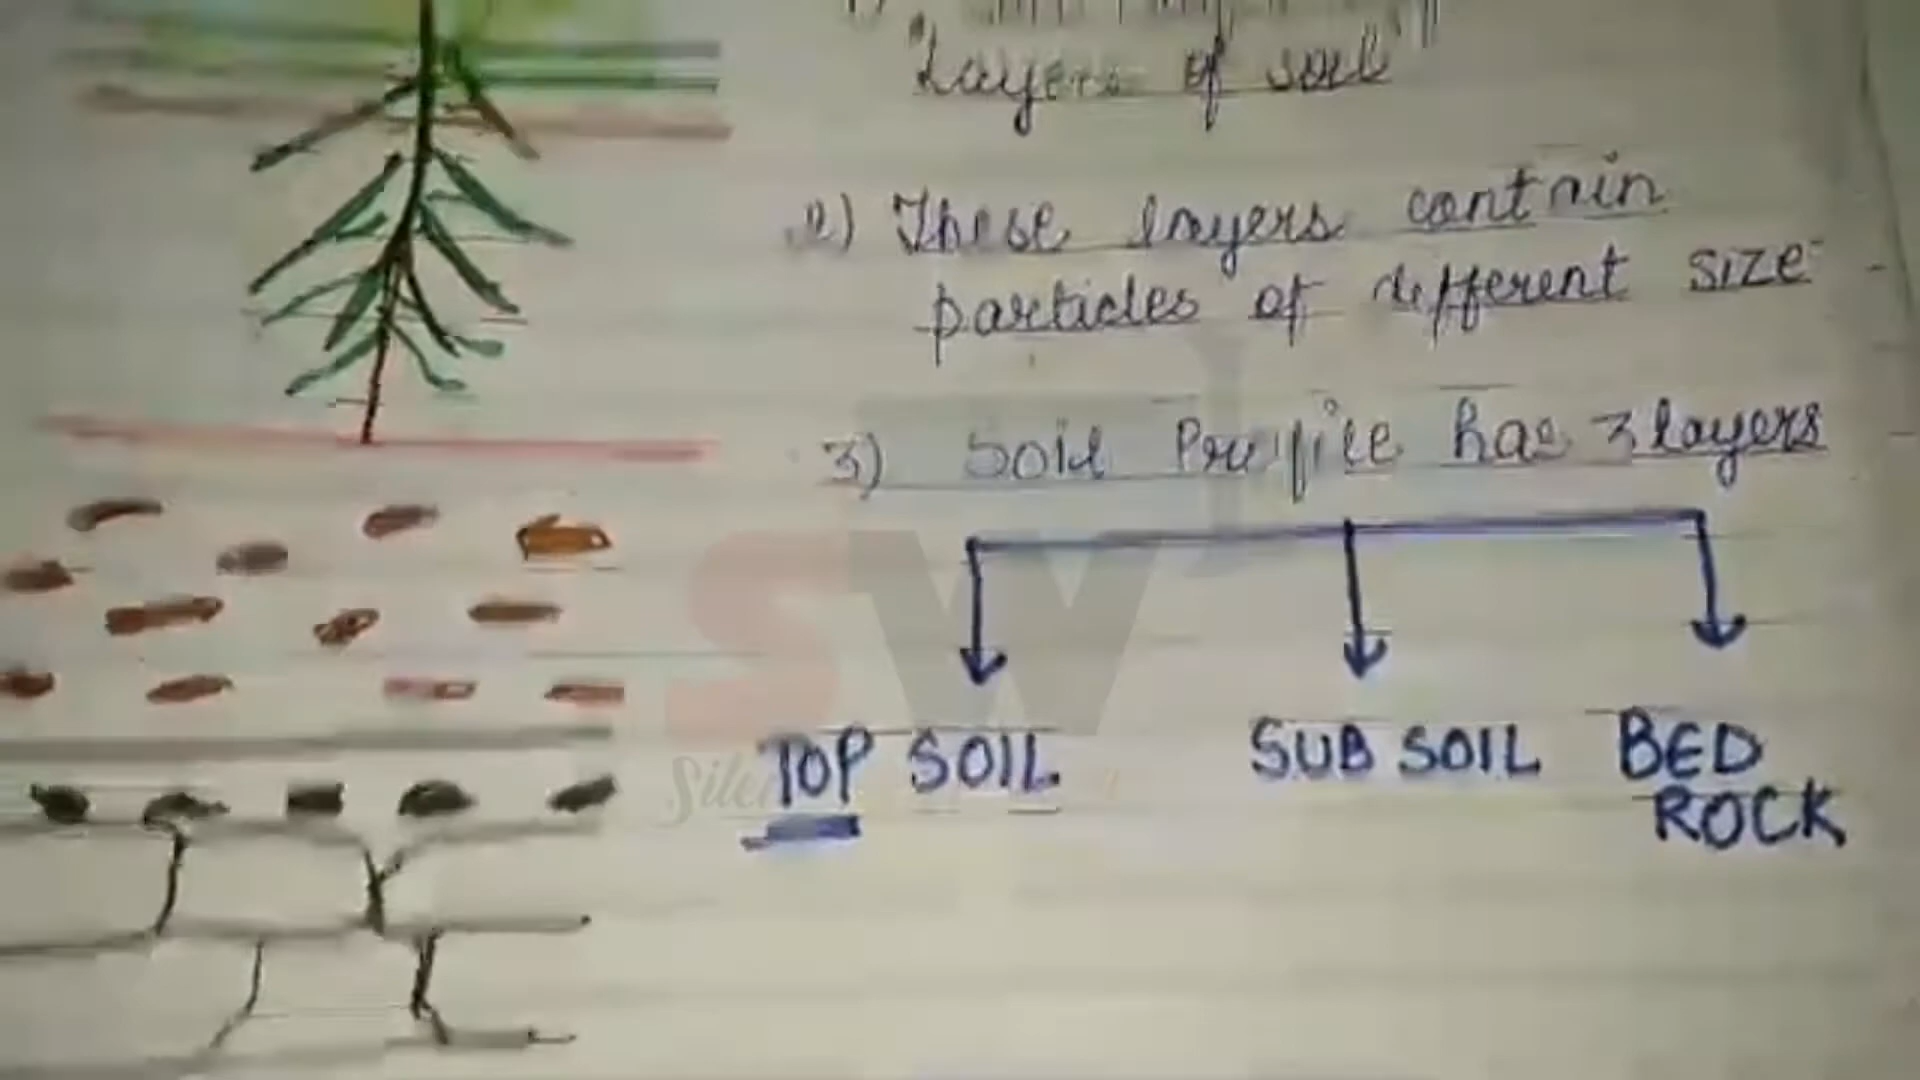 "Layers of soil"
2) These layers contain
particles of different size
3) Soil Profile has 3 layers
TOP SOIL
SUB SOIL
BED
ROCK
SW